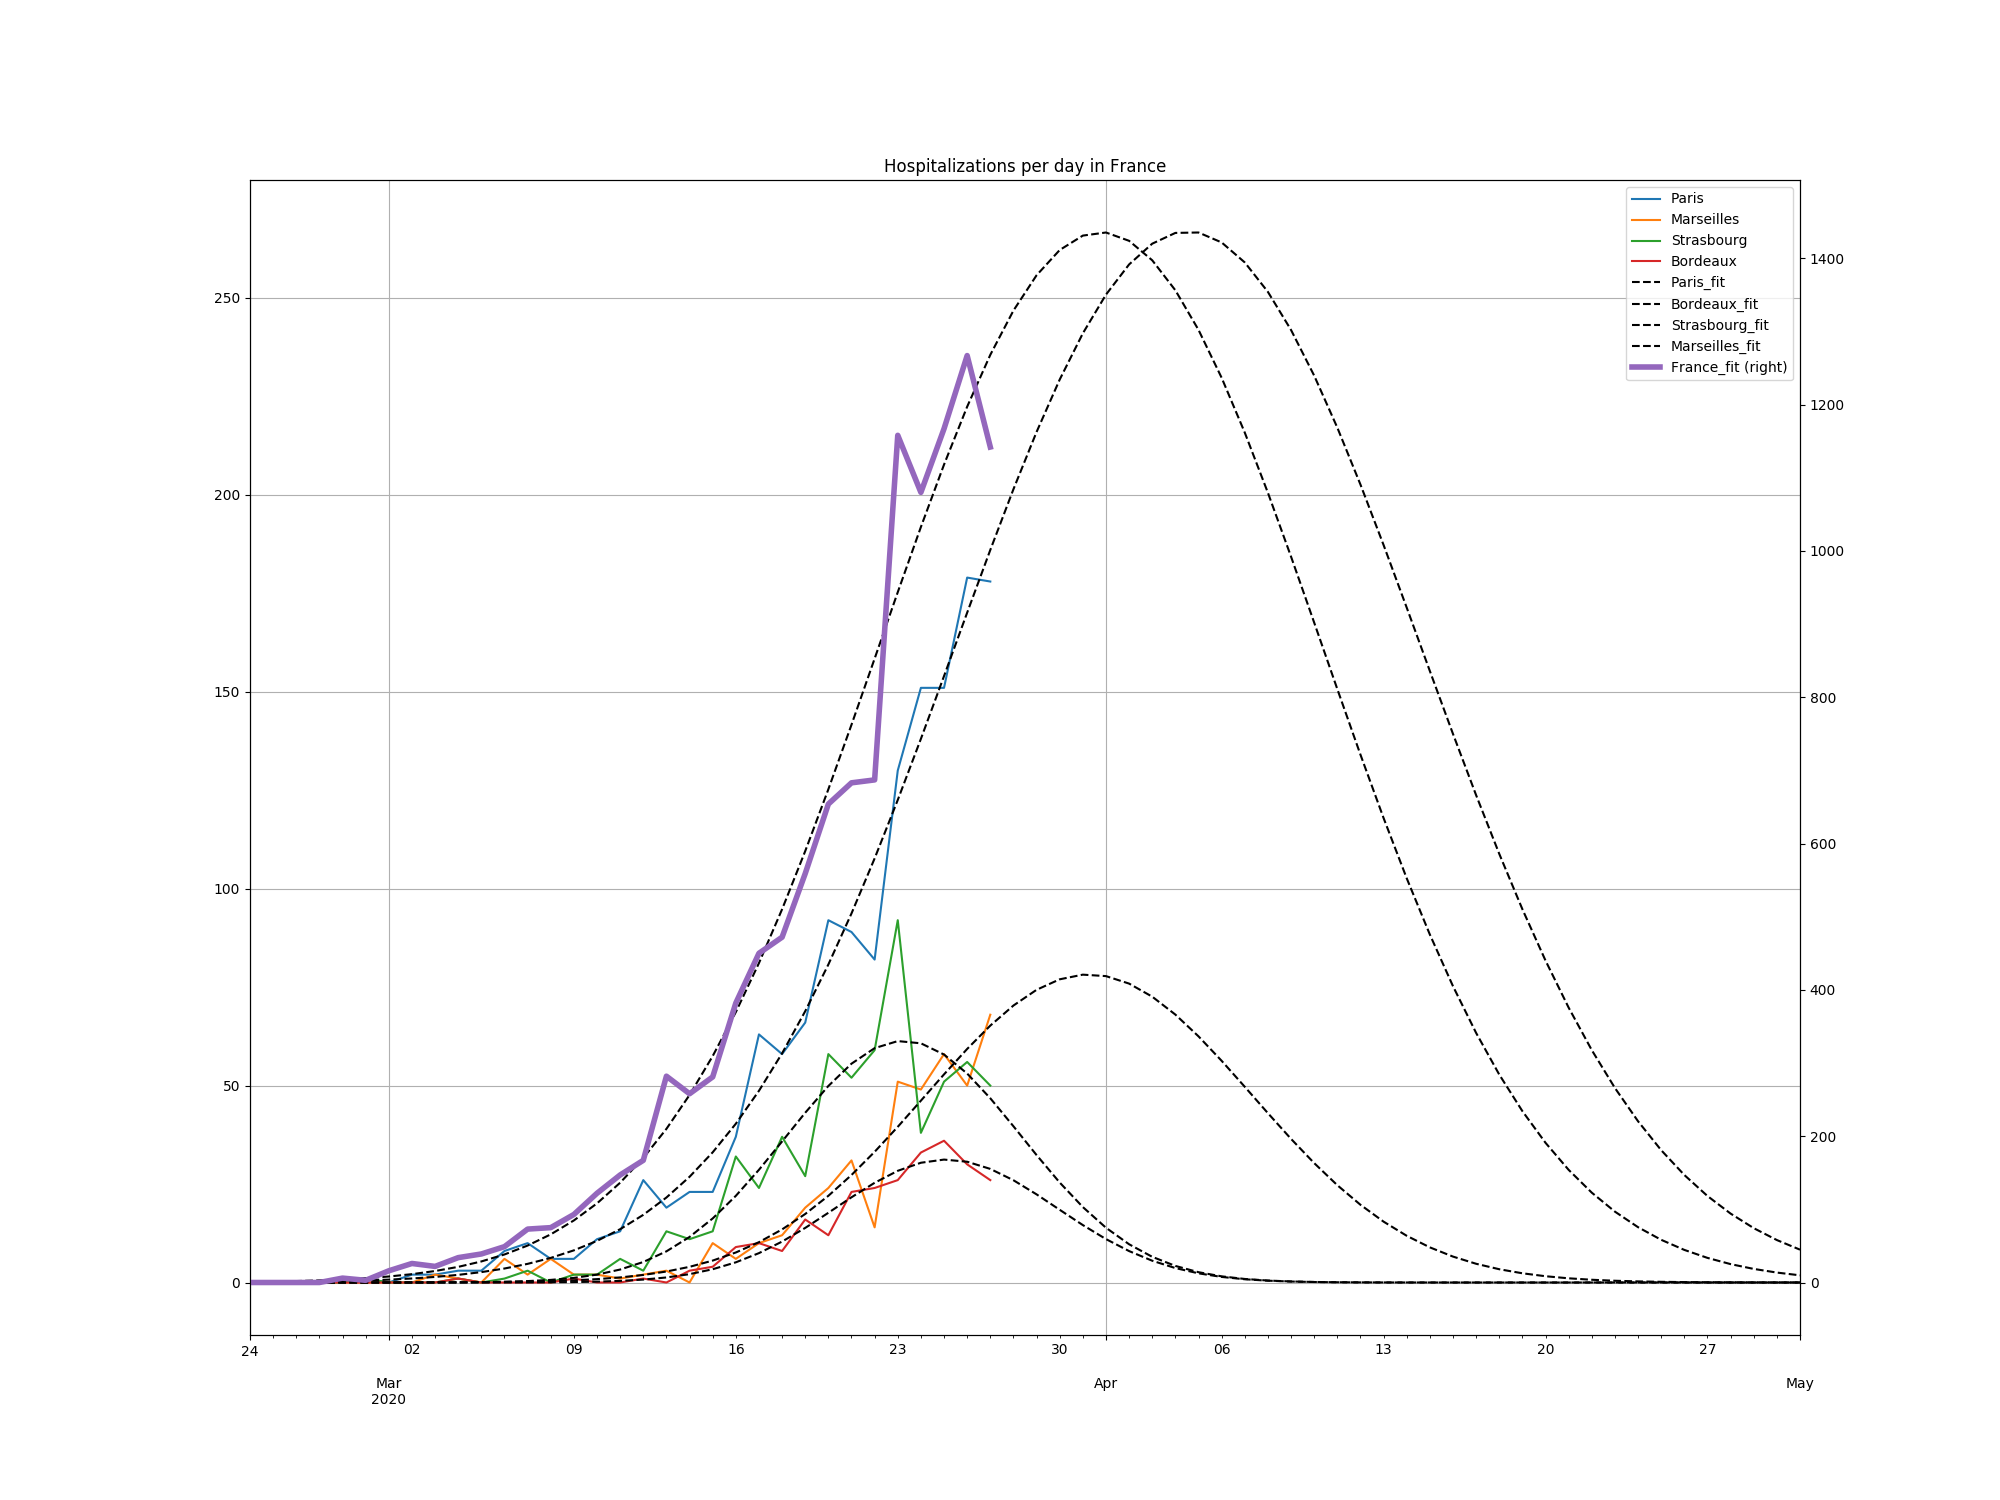 Hospitalizations per day in France
Paris
Marseilles
Strasbourg
Bordeaux
Paris_fit
Bordeaux_fit
Strasbourg_fit
Marseilles_fit
France_fit (right)
250
200
150
100
50
0
1400
1200
1000
800
600
400
200
0
24 02 09 16 23 30 06 13 20 27
Mar Apr May
2020